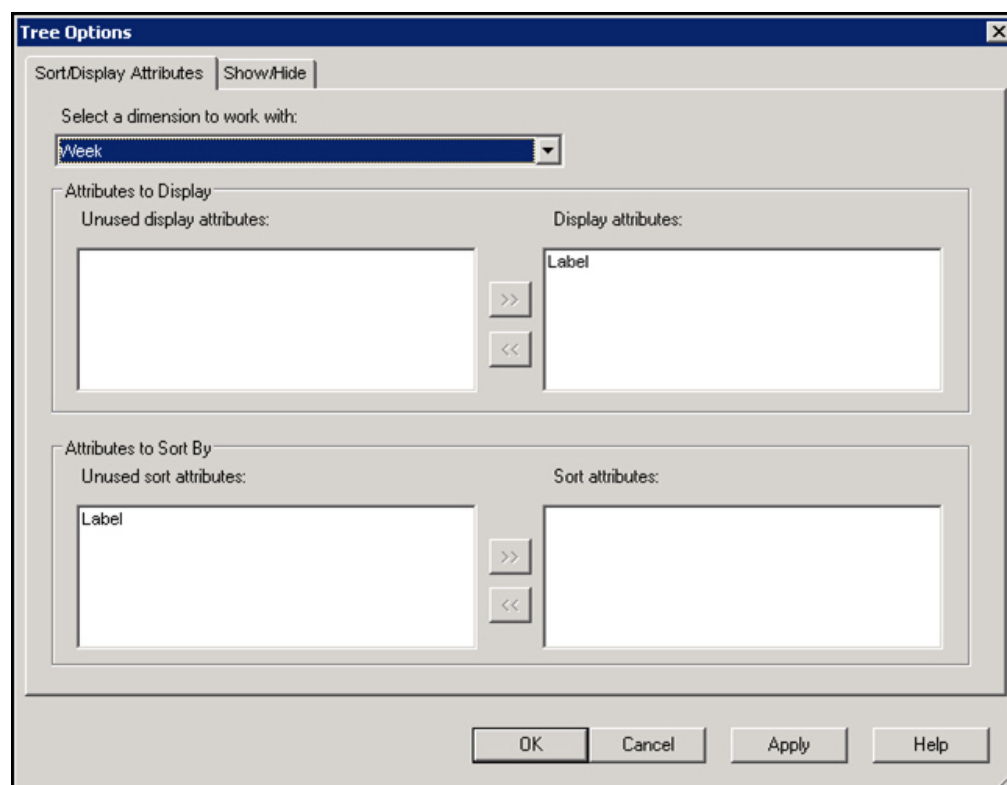 Tree Options
Sort/Display Attributes Show/Hide
Select a dimension to work with:
Week
Attributes to Display
Unused display attributes: Display attributes:
Label
>>
<<
Attributes to Sort By
Unused sort attributes: Sort attributes:
Label
>>
<<
OK Cancel Apply Help